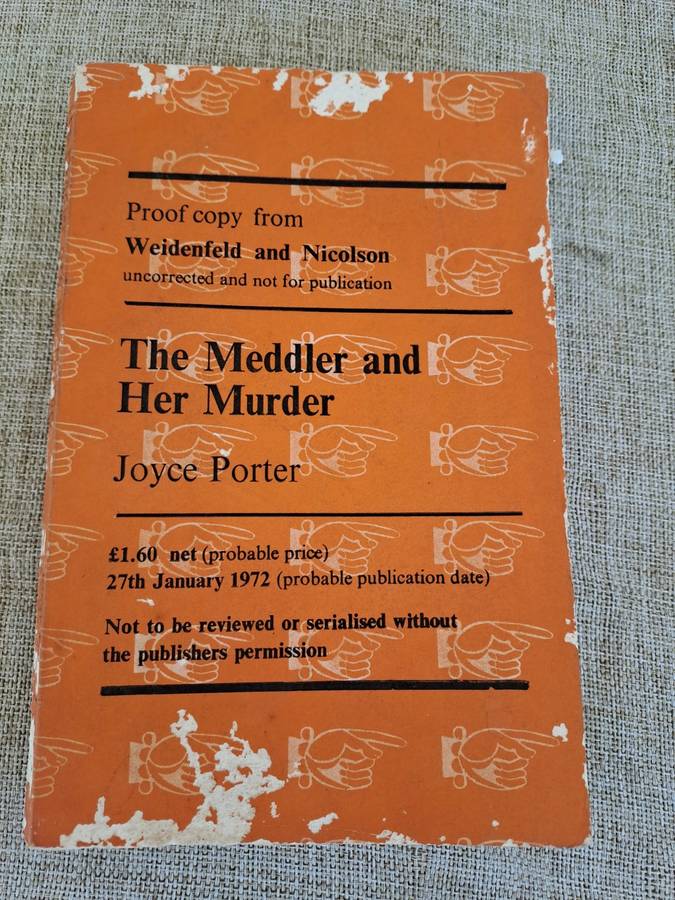 Proof copy from
Weidenfeld and Nicolson
uncorrected and not for publication
The Meddler and
Her Murder
Joyce Porter
£1.60 net (probable price)
27th January 1972 (probable publication date)
Not to be reviewed or serialised without
the publishers permission